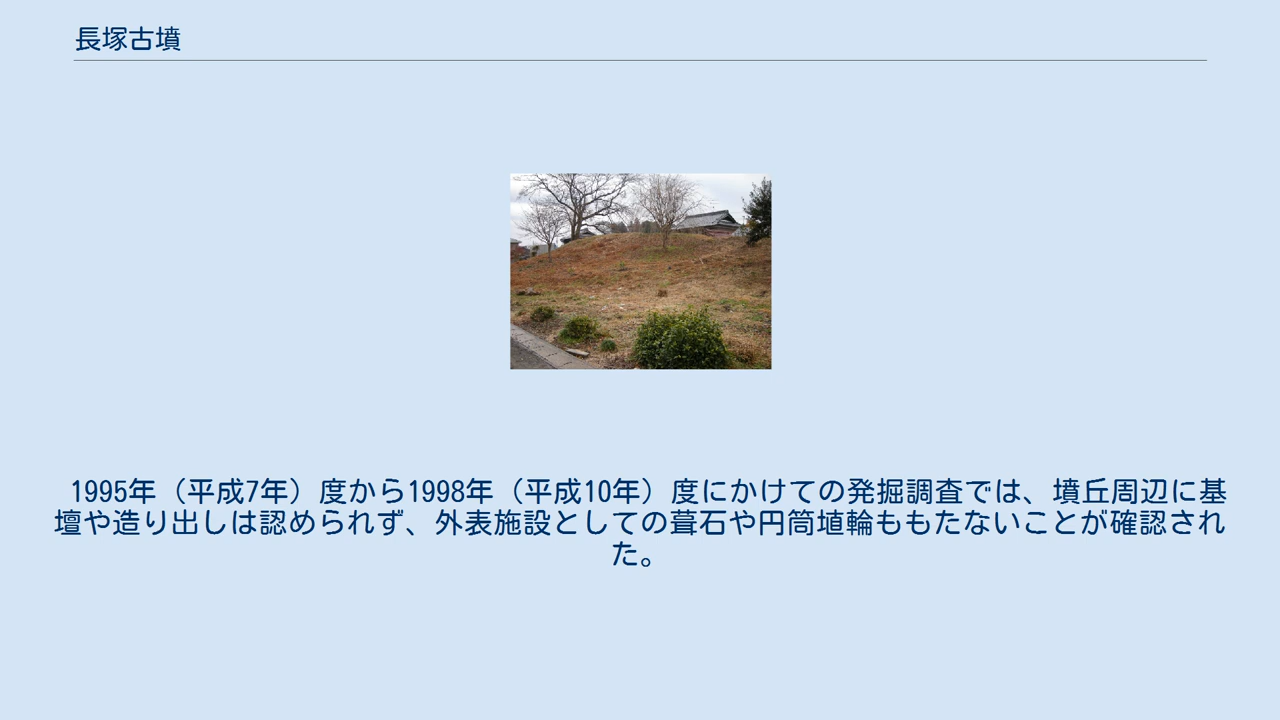 長塚古墳
1995年（平成7年）度から1998年（平成10年）度にかけての発掘調査では、墳丘周辺に基
壇や造り出しは認められず、外表施設としての葺石や円筒埴輪ももたないことが確認され
た。